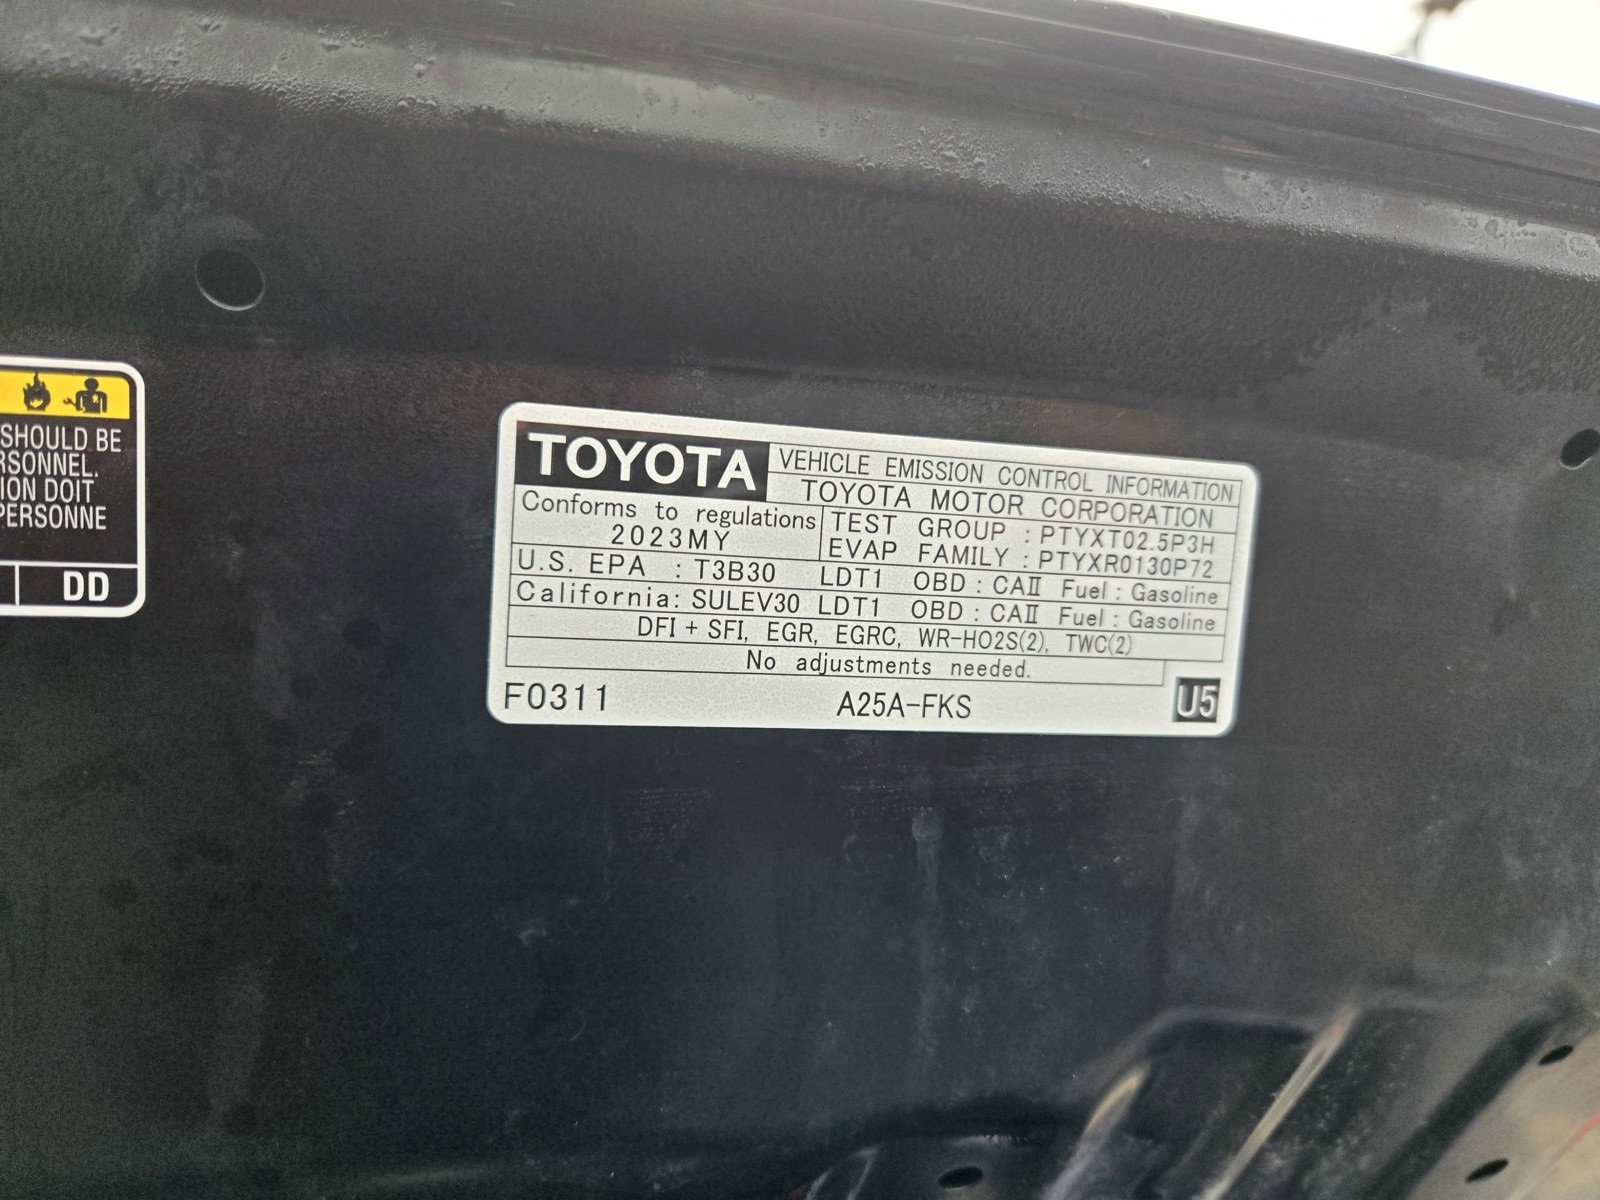 SHOULD BE
RSONNEL.
ION DOIT
PERSONNE
DD
TOYOTA
VEHICLE EMISSION CONTROL INFORMATION
TOYOTA MOTOR CORPORATION
Conforms to regulations
2023MY
TEST GROUP : PTYXT02.5P3H
EVAP FAMILY : PTYXR0130P72
U.S. EPA : T3B30 LDT1 OBD : CAⅡ Fuel : Gasoline
California: SULEV30 LDT1 OBD : CAⅡ Fuel : Gasoline
DFI + SFI, EGR, EGRC, WR-HO2S(2), TWC(2)
No adjustments needed.
F0311 A25A-FKS U5